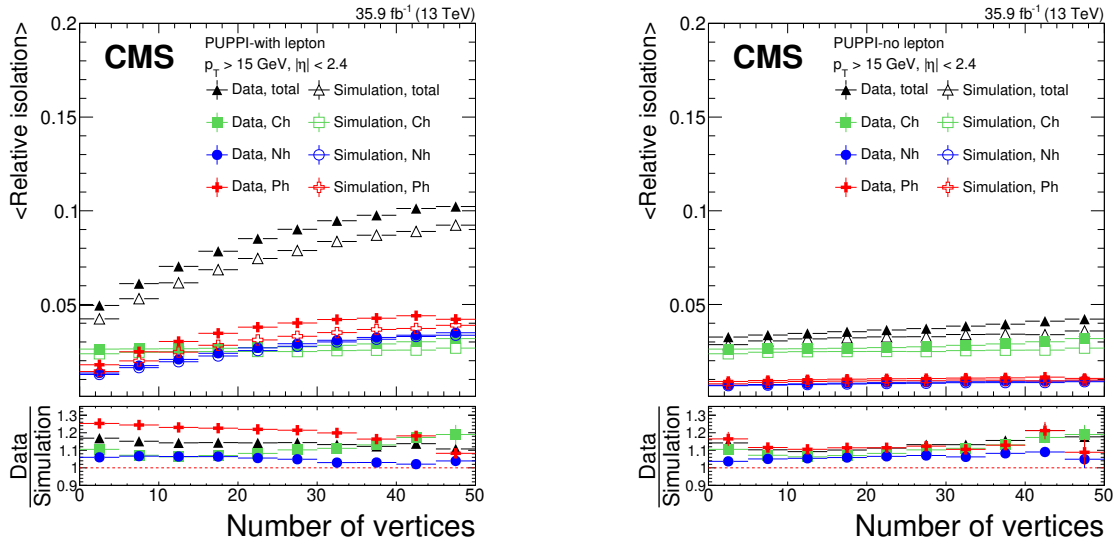 35.9 fb⁻¹ (13 TeV)
0.2
CMS
PUPPI-with lepton
p_T > 15 GeV, |η| < 2.4
Data, total
Simulation, total
0.15
Data, Ch
Simulation, Ch
Data, Nh
Simulation, Nh
Data, Ph
Simulation, Ph
0.1
0.05
<Relative isolation>
1.3
1.2
1.1
1
0.9
Data
Simulation
0 10 20 30 40 50
Number of vertices
35.9 fb⁻¹ (13 TeV)
0.2
CMS
PUPPI-no lepton
p_T > 15 GeV, |η| < 2.4
Data, total
Simulation, total
0.15
Data, Ch
Simulation, Ch
Data, Nh
Simulation, Nh
Data, Ph
Simulation, Ph
0.1
0.05
<Relative isolation>
1.3
1.2
1.1
1
0.9
Data
Simulation
0 10 20 30 40 50
Number of vertices